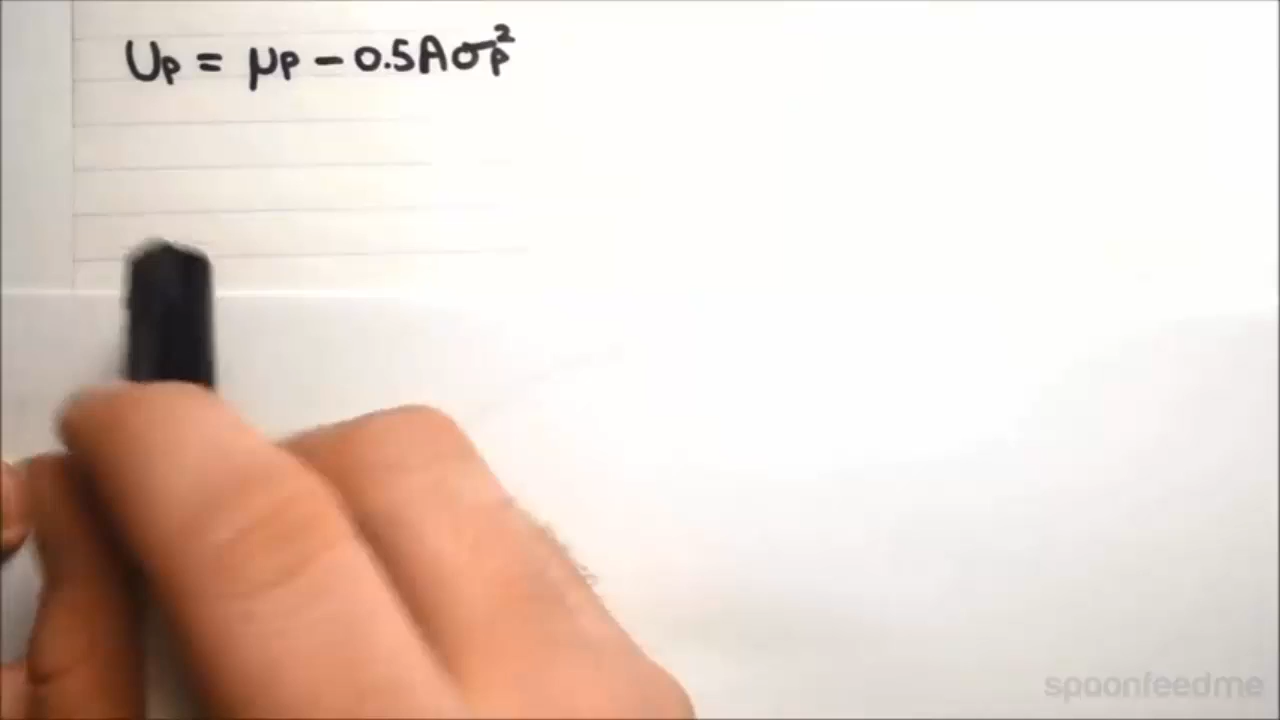 Up = μp − 0.5Aσp²
spoonfeedme